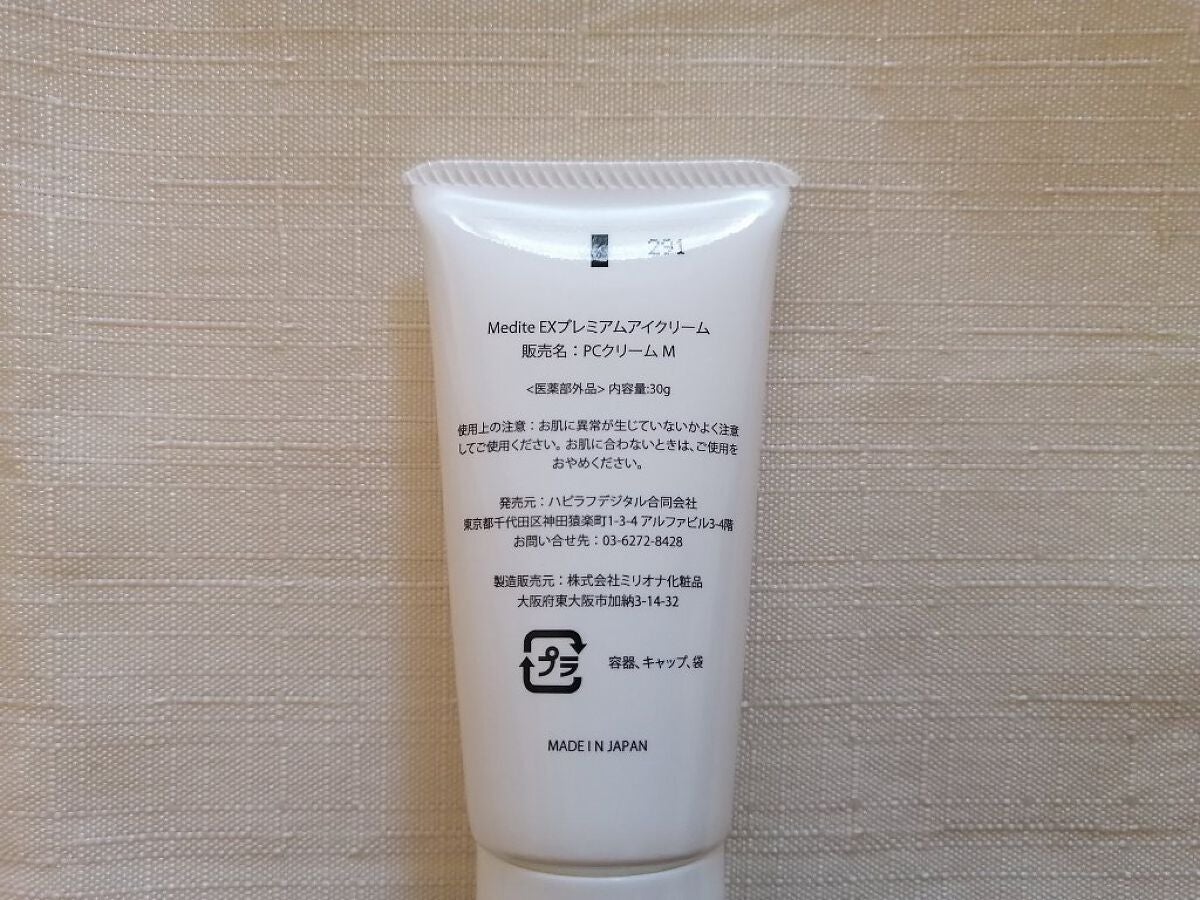 291
Medite EXプレミアムアイクリーム
販売名：PCクリーム M
<医薬部外品> 内容量:30g
使用上の注意：お肌に異常が生じていないかよく注意
してご使用ください。お肌に合わないときは、ご使用を
おやめください。
発売元：ハピラフデジタル合同会社
東京都千代田区神田猿楽町1-3-4 アルファビル3-4階
お問い合せ先：03-6272-8428
製造販売元：株式会社ミリオナ化粧品
大阪府東大阪市加納3-14-32
プラ 容器、キャップ、袋
MADE IN JAPAN